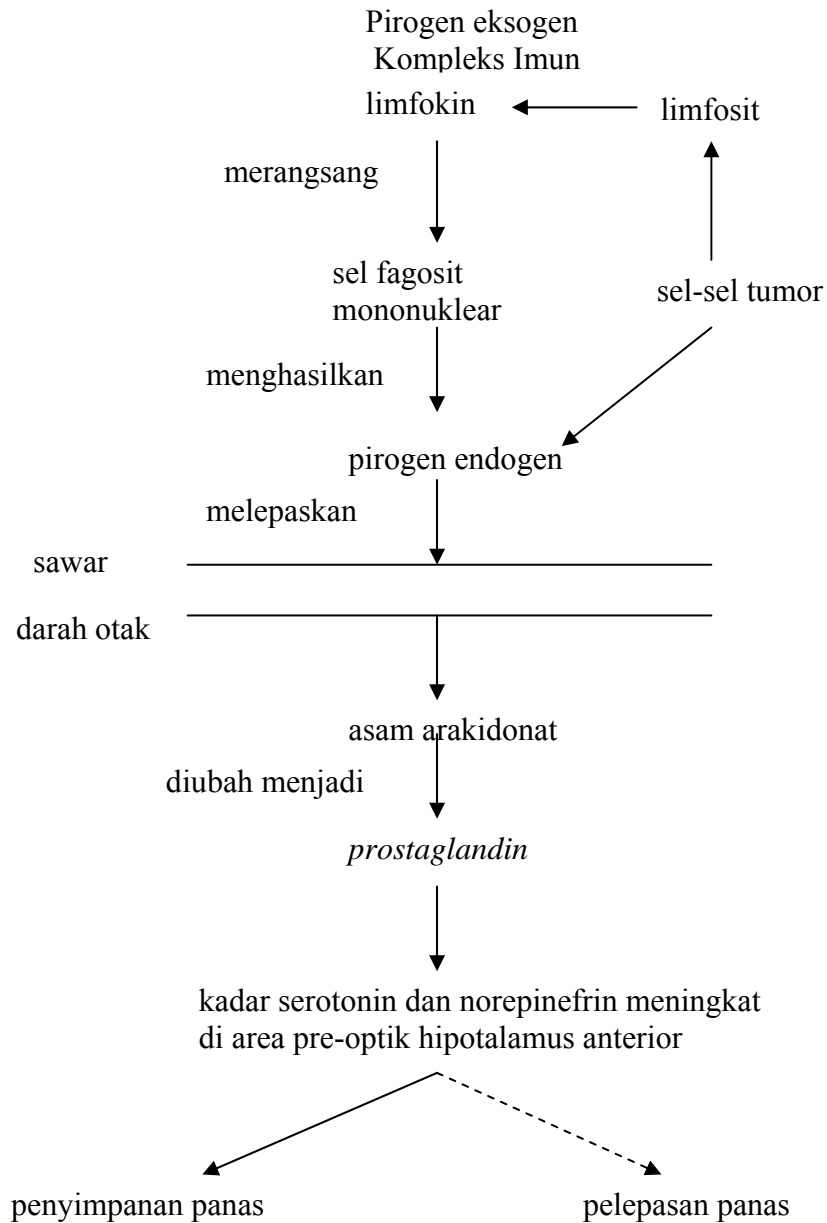 Pirogen eksogen
Kompleks Imun
limfokin
limfosit
merangsang
sel fagosit
mononuklear
sel-sel tumor
menghasilkan
pirogen endogen
melepaskan
sawar
darah otak
asam arakidonat
diubah menjadi
prostaglandin
kadar serotonin dan norepinefrin meningkat
di area pre-optik hipotalamus anterior
penyimpanan panas
pelepasan panas